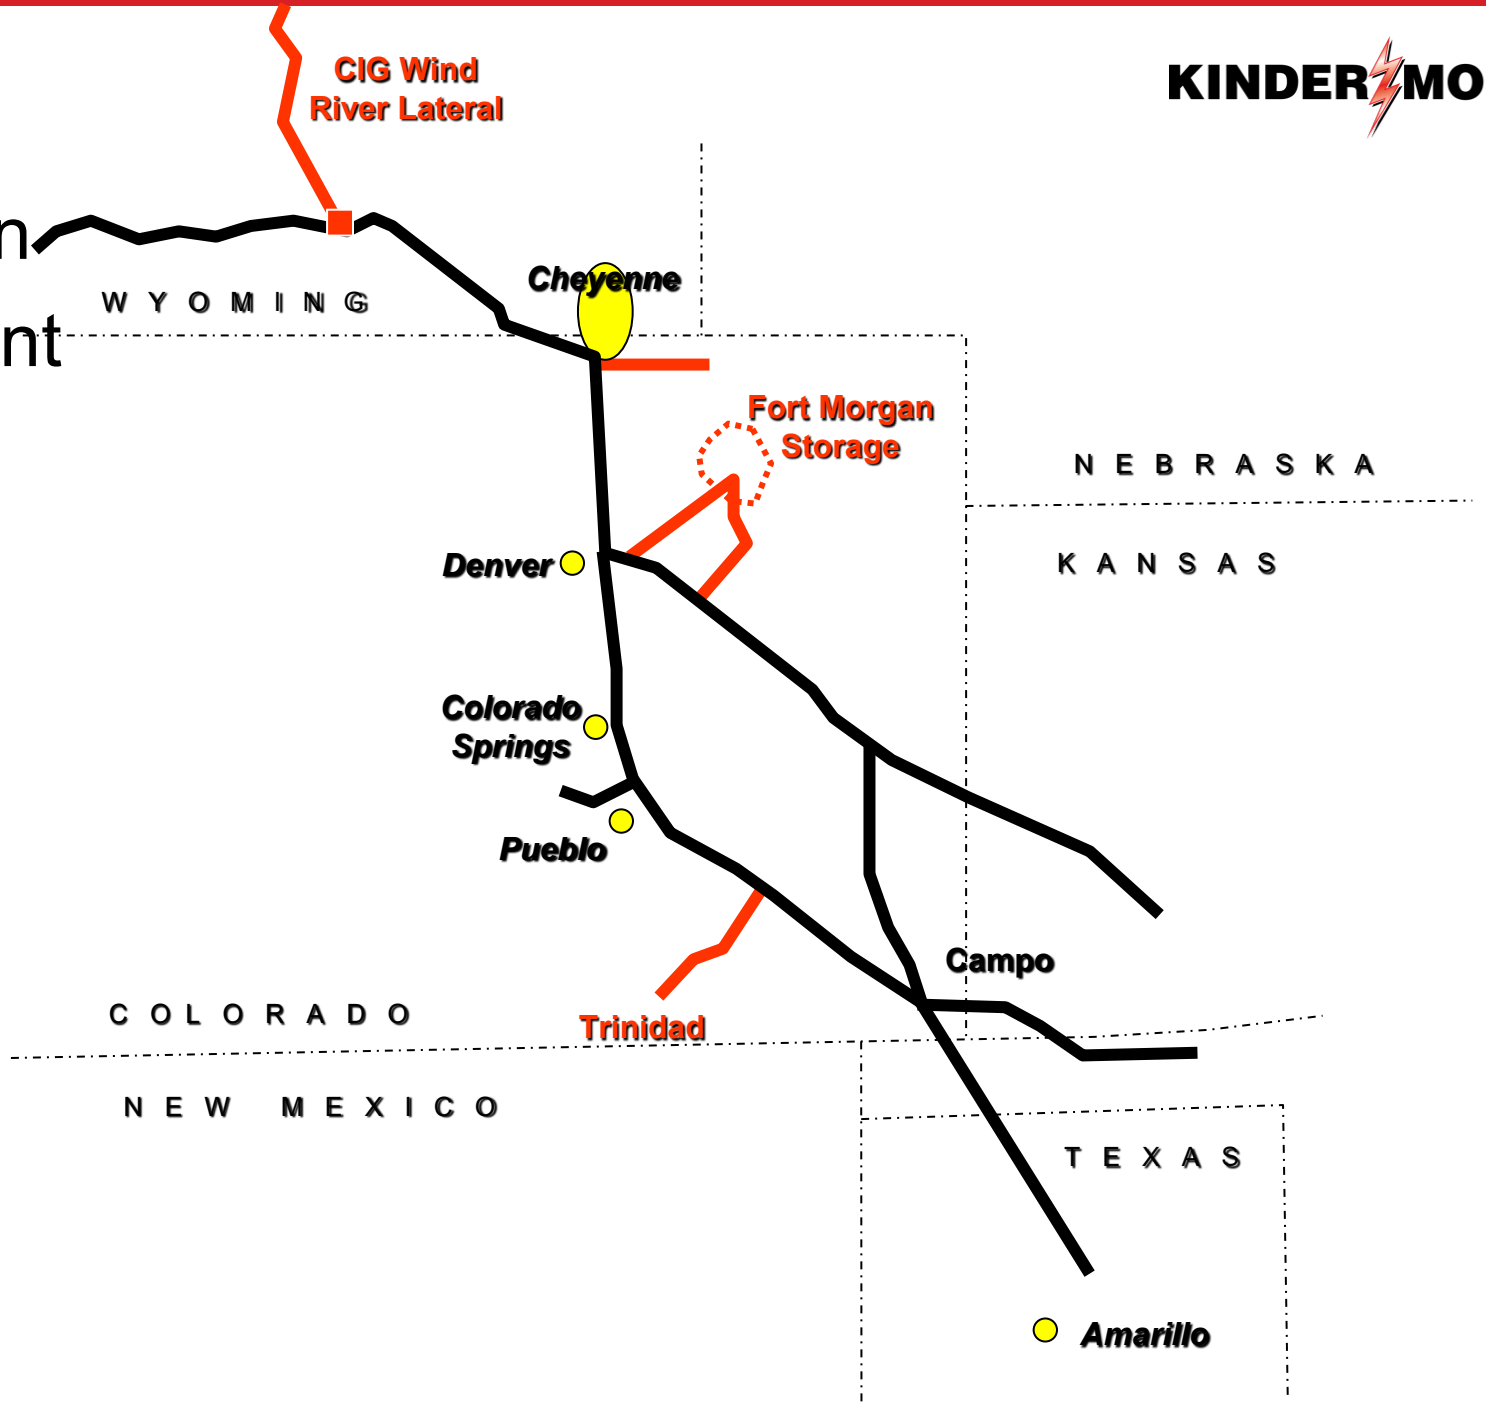 CIG Wind
River Lateral
KINDER MO
n
Cheyenne
WYOMING
nt
Fort Morgan
Storage
NEBRASKA
Denver
KANSAS
Colorado
Springs
Pueblo
Campo
COLORADO
Trinidad
NEW MEXICO
TEXAS
Amarillo